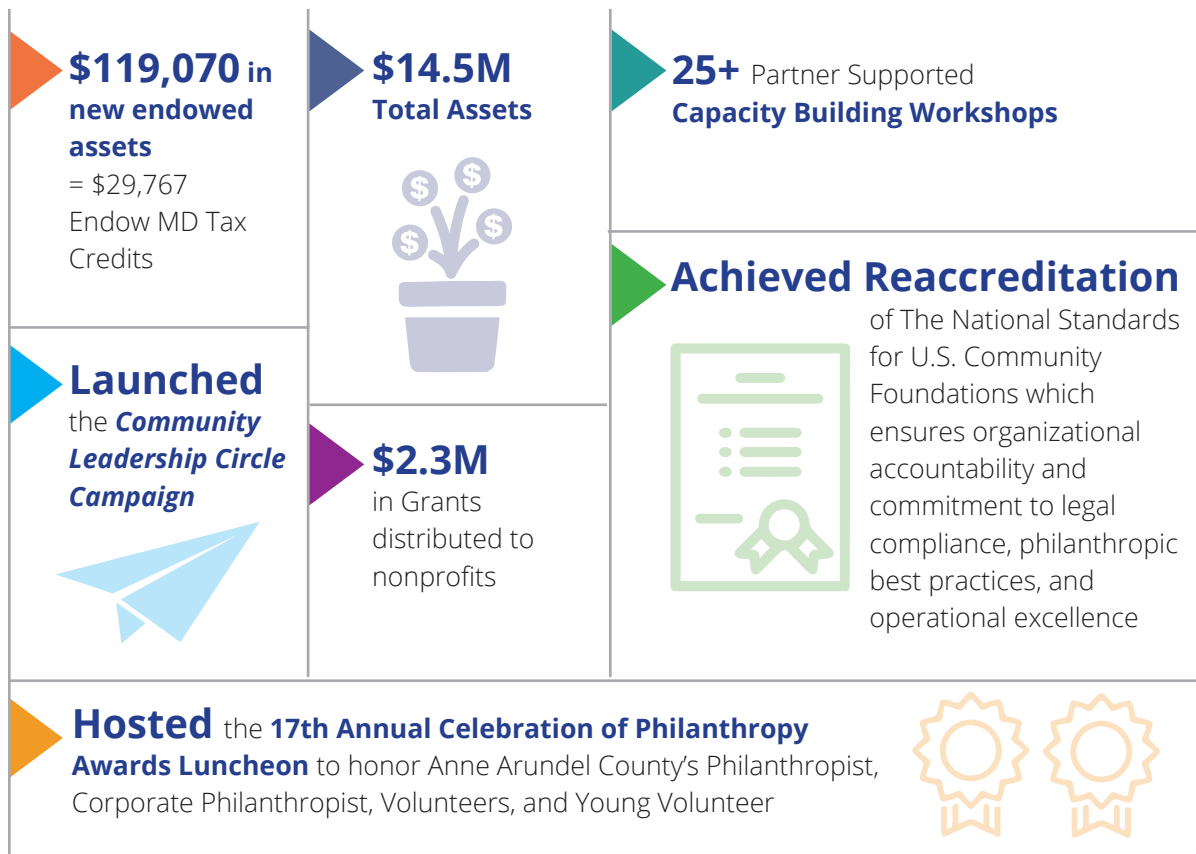 $119,070 in
new endowed
assets
= $29,767
Endow MD Tax
Credits
$14.5M
Total Assets
$ $ $ $
25+ Partner Supported
Capacity Building Workshops
Launched
the Community
Leadership Circle
Campaign
$2.3M
in Grants
distributed to
nonprofits
Achieved Reaccreditation
of The National Standards
for U.S. Community
Foundations which
ensures organizational
accountability and
commitment to legal
compliance, philanthropic
best practices, and
operational excellence
Hosted the 17th Annual Celebration of Philanthropy
Awards Luncheon to honor Anne Arundel County's Philanthropist,
Corporate Philanthropist, Volunteers, and Young Volunteer